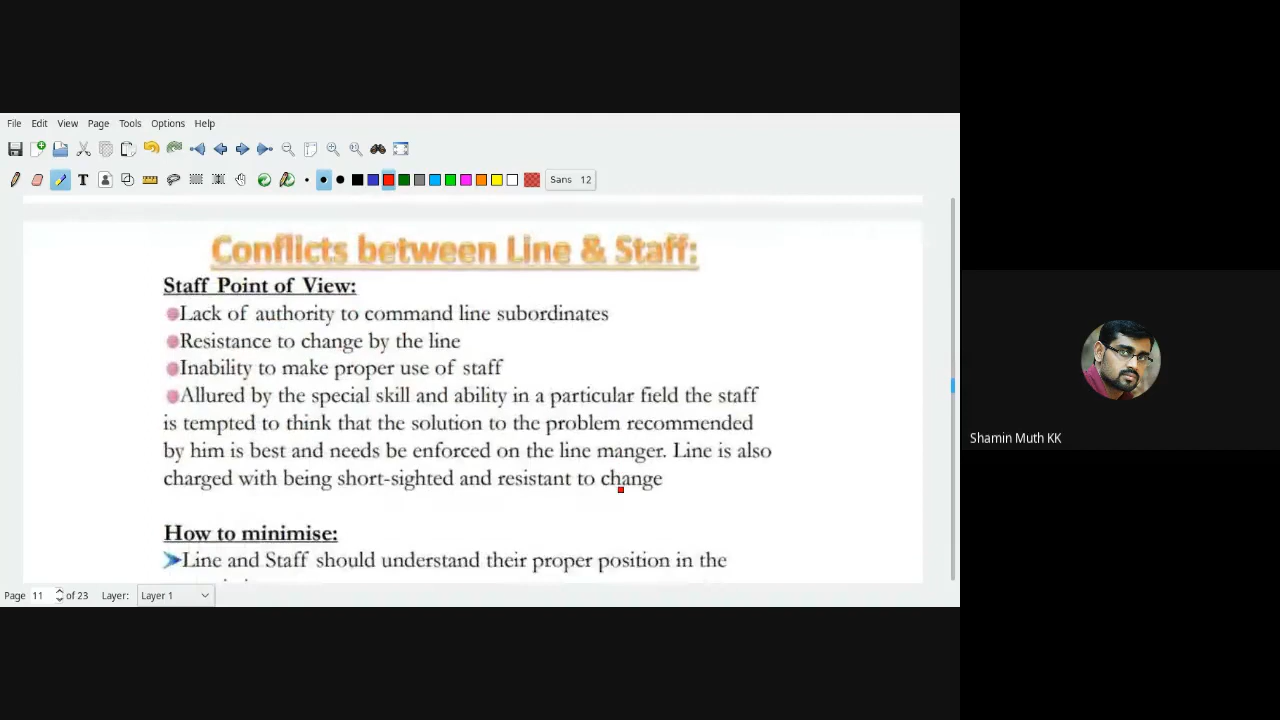 File Edit View Page Tools Options Help
T Sans 12
Conflicts between Line & Staff:
Staff Point of View:
Lack of authority to command line subordinates
Resistance to change by the line
Inability to make proper use of staff
Allured by the special skill and ability in a particular field the staff
is tempted to think that the solution to the problem recommended
by him is best and needs be enforced on the line manger. Line is also
charged with being short-sighted and resistant to change
How to minimise:
Line and Staff should understand their proper position in the
Page 11 of 23 Layer: Layer 1
Shamin Muth KK